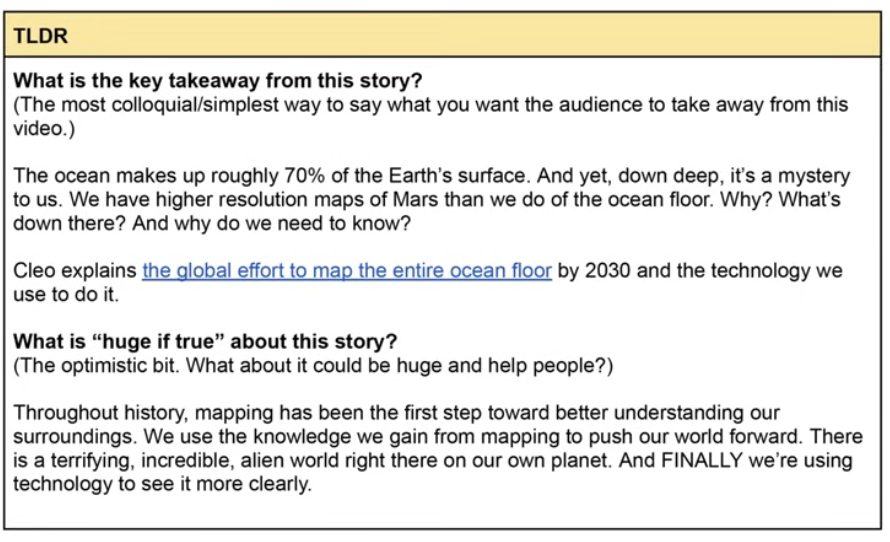 TLDR
What is the key takeaway from this story?
(The most colloquial/simplest way to say what you want the audience to take away from this
video.)
The ocean makes up roughly 70% of the Earth's surface. And yet, down deep, it's a mystery
to us. We have higher resolution maps of Mars than we do of the ocean floor. Why? What's
down there? And why do we need to know?
Cleo explains the global effort to map the entire ocean floor by 2030 and the technology we
use to do it.
What is “huge if true” about this story?
(The optimistic bit. What about it could be huge and help people?)
Throughout history, mapping has been the first step toward better understanding our
surroundings. We use the knowledge we gain from mapping to push our world forward. There
is a terrifying, incredible, alien world right there on our own planet. And FINALLY we're using
technology to see it more clearly.